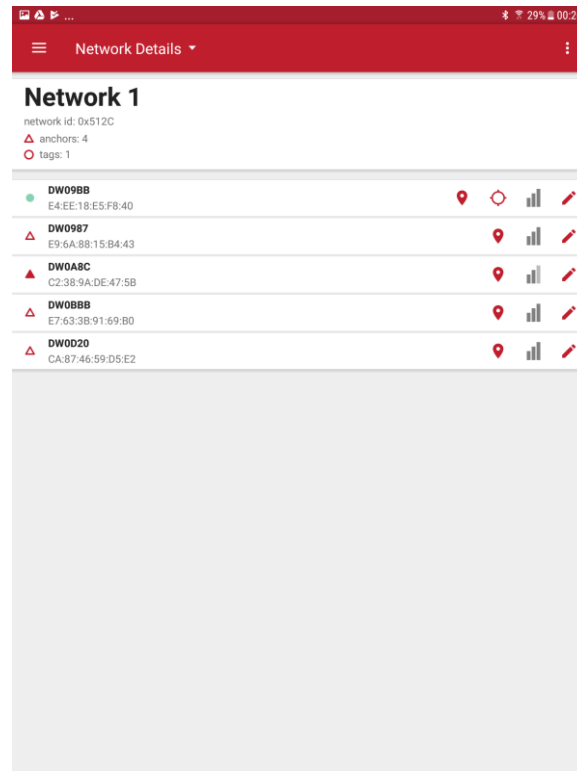 ... 29% 00:2
Network Details
Network 1
network id: 0x512C
anchors: 4
tags: 1
DW09BB
E4:EE:18:E5:F8:40
DW0987
E9:6A:88:15:B4:43
DW0A8C
C2:38:9A:DE:47:5B
DW0BBB
E7:63:3B:91:69:B0
DW0D20
CA:87:46:59:D5:E2